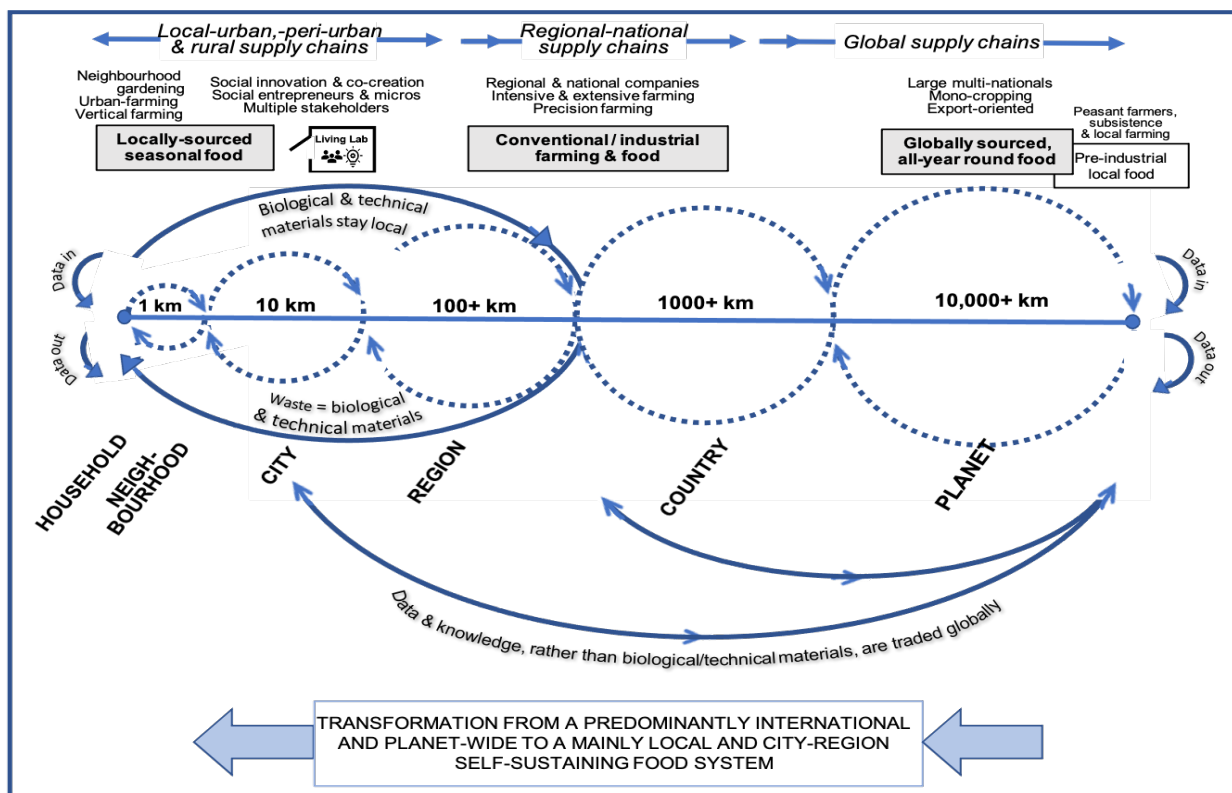 Local-urban,-peri-urban
& rural supply chains
Regional-national
supply chains
Global supply chains
Neighbourhood
gardening
Urban-farming
Vertical farming
Social innovation & co-creation
Social entrepreneurs & micros
Multiple stakeholders
Regional & national companies
Intensive & extensive farming
Precision farming
Large multi-nationals
Mono-cropping
Export-oriented
Peasant farmers,
subsistence
& local farming
Locally-sourced
seasonal food
Living Lab
Conventional / industrial
farming & food
Globally sourced,
all-year round food
Pre-industrial
local food
Biological & technical
materials stay local
Data in
Data in
1 km
10 km
100+ km
1000+ km
10,000+ km
Data out
Data out
Waste = biological
& technical materials
HOUSEHOLD
NEIGH-
BOURHOOD
CITY
REGION
COUNTRY
PLANET
Data & knowledge, rather than biological/technical materials, are traded globally
TRANSFORMATION FROM A PREDOMINANTLY INTERNATIONAL
AND PLANET-WIDE TO A MAINLY LOCAL AND CITY-REGION
SELF-SUSTAINING FOOD SYSTEM